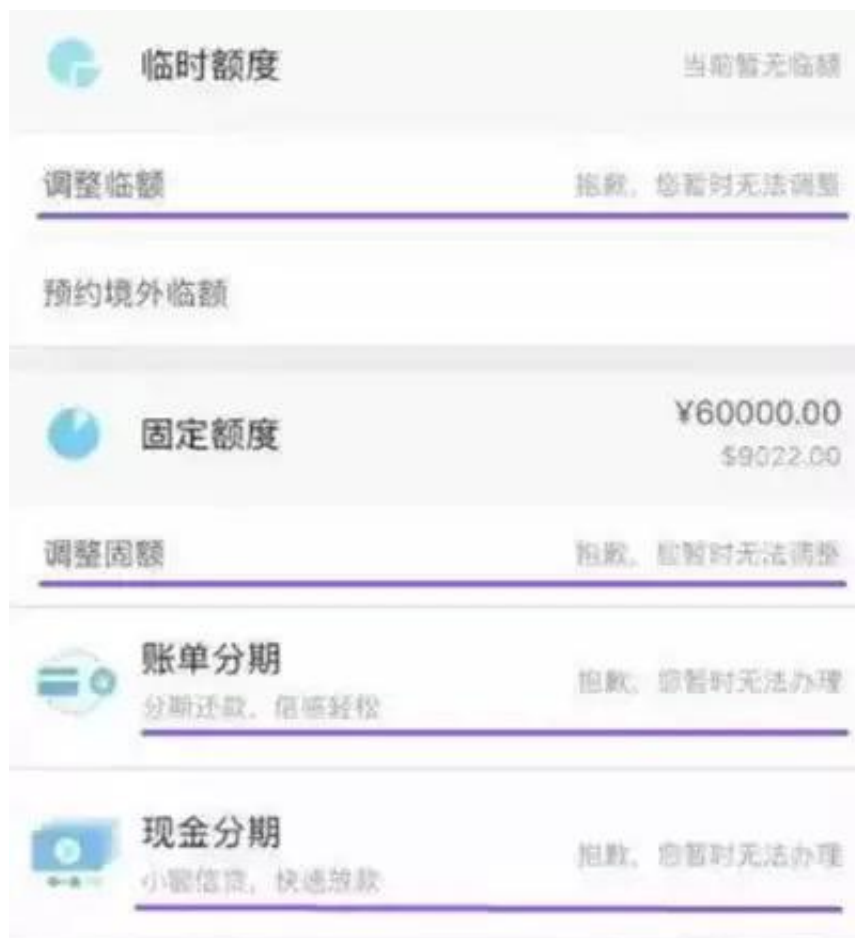 临时额度
当前暂无临额
调整临额
抱歉，您暂时无法调整
预约境外临额
固定额度
¥60000.00
$9022.00
调整固额
抱歉，您暂时无法调整
账单分期
分期还款，倍感轻松
抱歉，您暂时无法办理
现金分期
小额信贷，快速放款
抱歉，您暂时无法办理